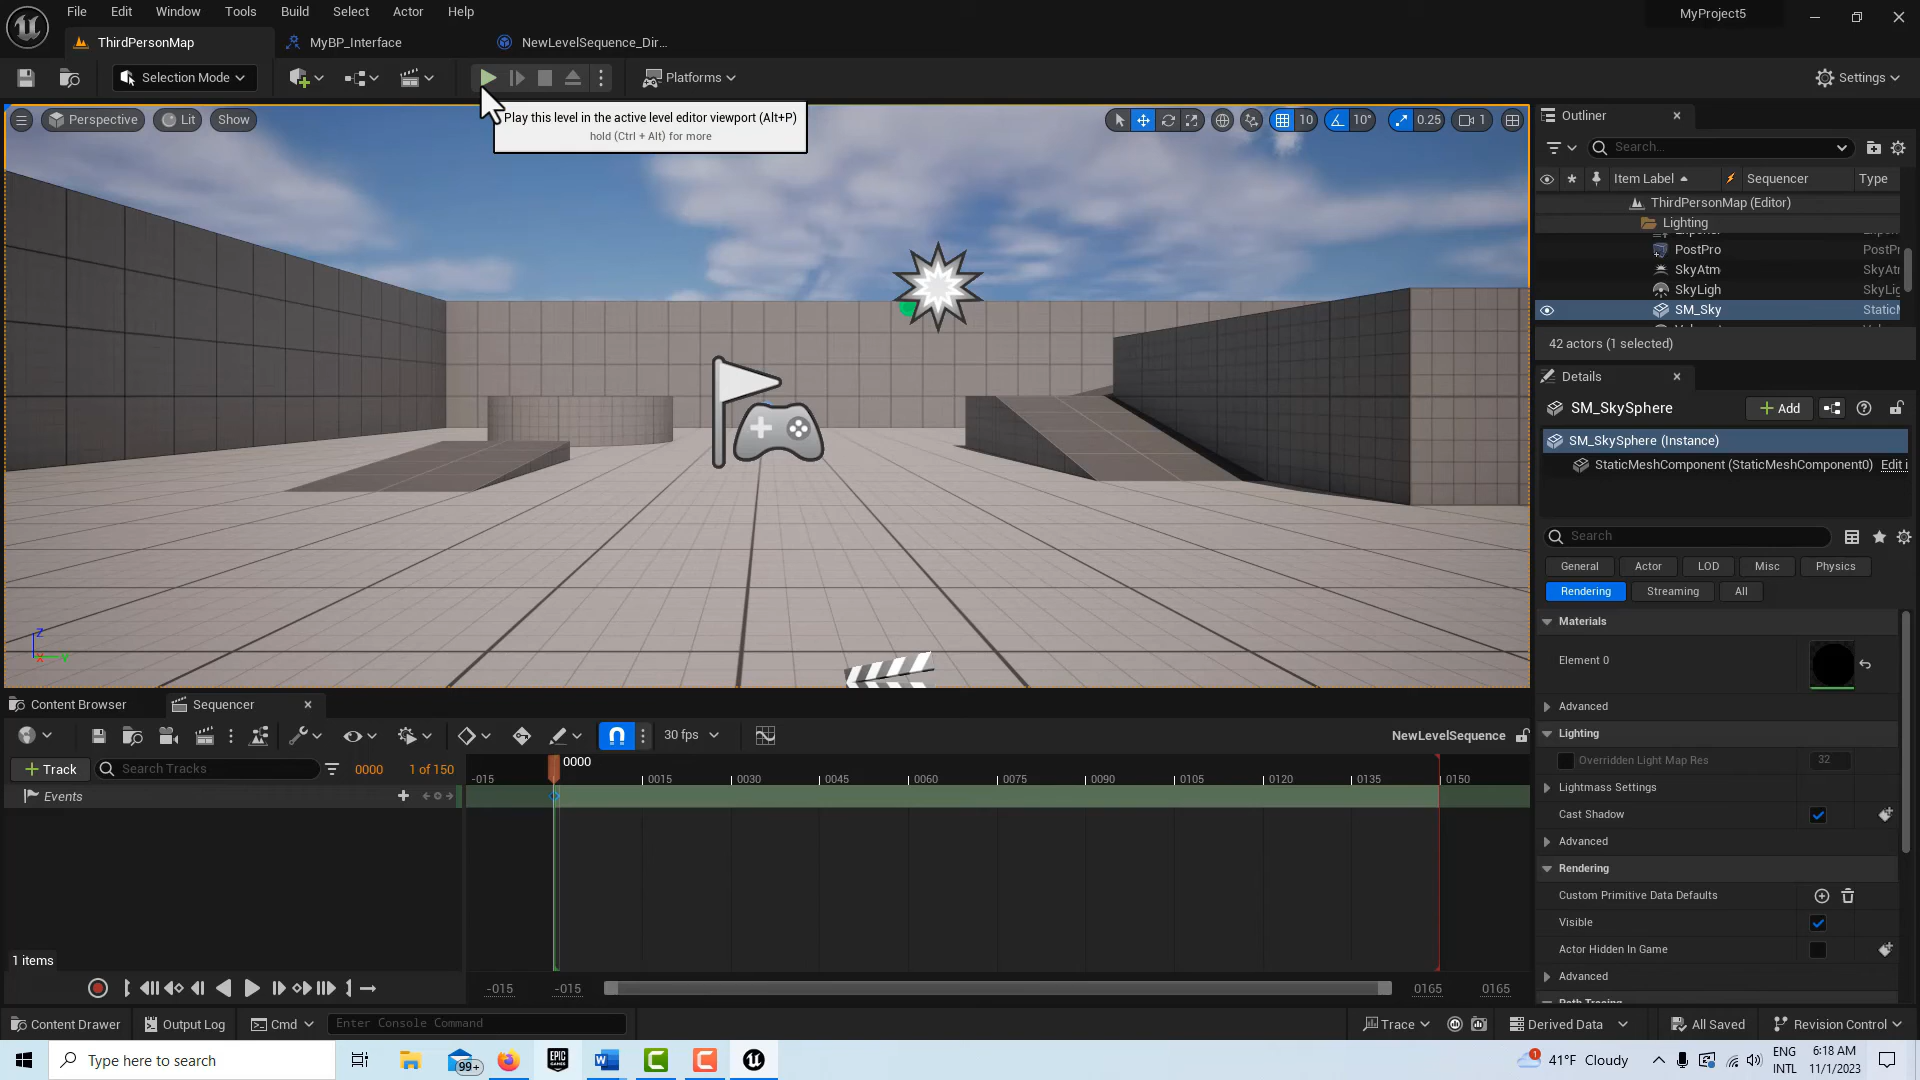 File Edit Window Tools Build Select Actor Help
MyProject5
ThirdPersonMap
MyBP_Interface
NewLevelSequence_Dir...
Selection Mode
Platforms
Settings
Perspective
Lit
Show
Play this level in the active level editor viewport (Alt+P)
hold (Ctrl + Alt) for more
10
10°
0.25
1
Outliner
Search...
Item Label
Sequencer
Type
ThirdPersonMap (Editor)
Lighting
PostPro
PostPr
SkyAtm
SkyAt
SkyLigh
SkyLig
SM_Sky
Static
42 actors (1 selected)
Details
SM_SkySphere
Add
SM_SkySphere (Instance)
StaticMeshComponent (StaticMeshComponent0)
Edit i
Search
General
Actor
LOD
Misc
Physics
Rendering
Streaming
All
Materials
Element 0
Advanced
Lighting
Overridden Light Map Res
32
Lightmass Settings
Cast Shadow
Advanced
Rendering
Custom Primitive Data Defaults
Visible
Actor Hidden In Game
Advanced
Path Tracing
Z
X
Y
Content Browser
Sequencer
30 fps
NewLevelSequence
Track
Search Tracks
0000
1 of 150
-015
0000
0015
0030
0045
0060
0075
0090
0105
0120
0135
0150
Events
1 items
-015
-015
0165
0165
Content Drawer
Output Log
Cmd
Enter Console Command
Trace
Derived Data
All Saved
Revision Control
Type here to search
99+
EPIC GAMES
1
41°F Cloudy
ENG
INTL
6:18 AM
11/1/2023